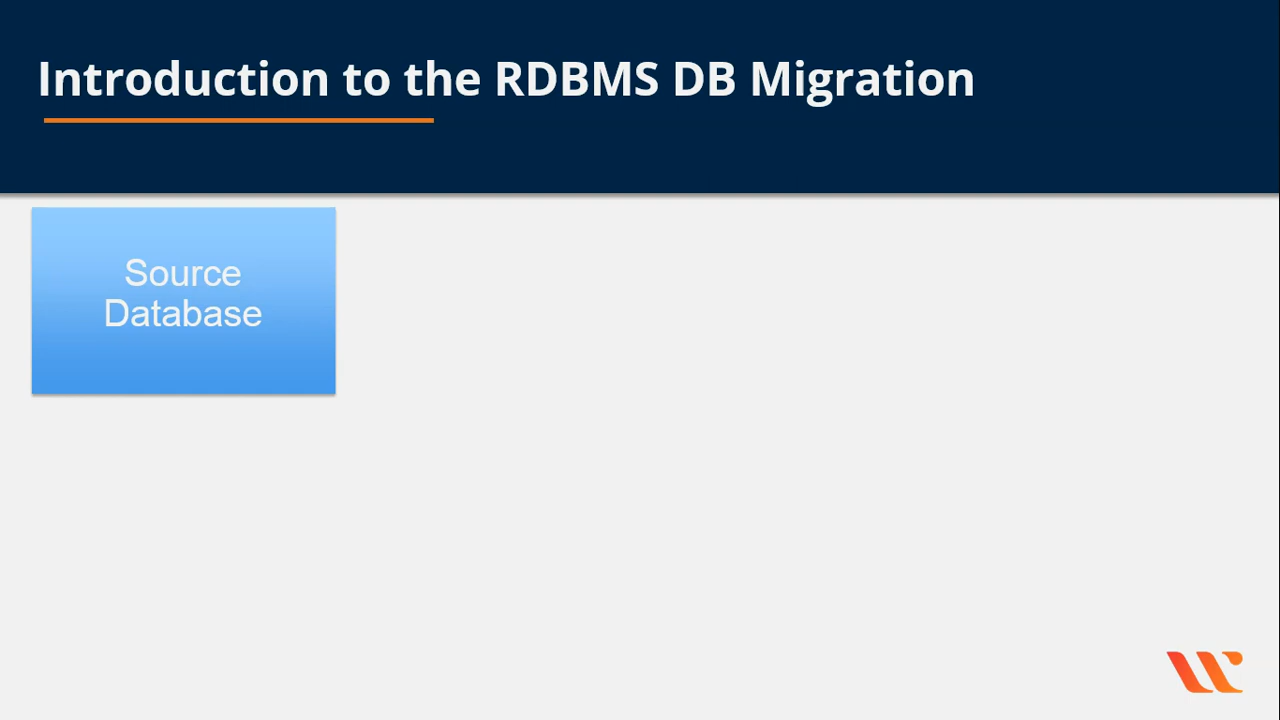 Introduction to the RDBMS DB Migration
Source
Database